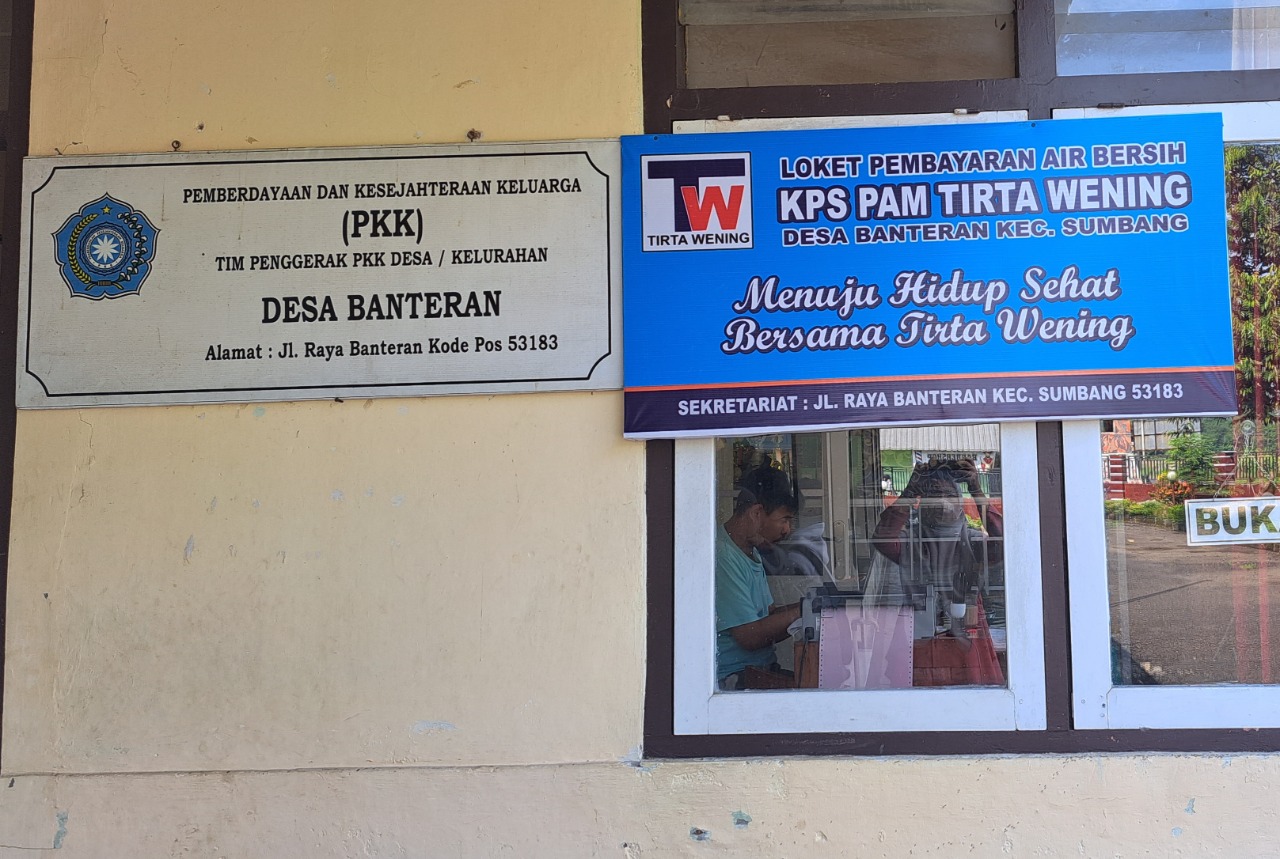 PEMBERDAYAAN DAN KESEJAHTERAAN KELUARGA
(PKK)
TIM PENGGERAK PKK DESA / KELURAHAN
DESA BANTERAN
Alamat : Jl. Raya Banteran Kode Pos 53183
TW
TIRTA WENING
LOKET PEMBAYARAN AIR BERSIH
KPS PAM TIRTA WENING
DESA BANTERAN KEC. SUMBANG
Menuju Hidup Sehat
Bersama Tirta Wening
SEKRETARIAT : JL. RAYA BANTERAN KEC. SUMBANG 53183
BUK